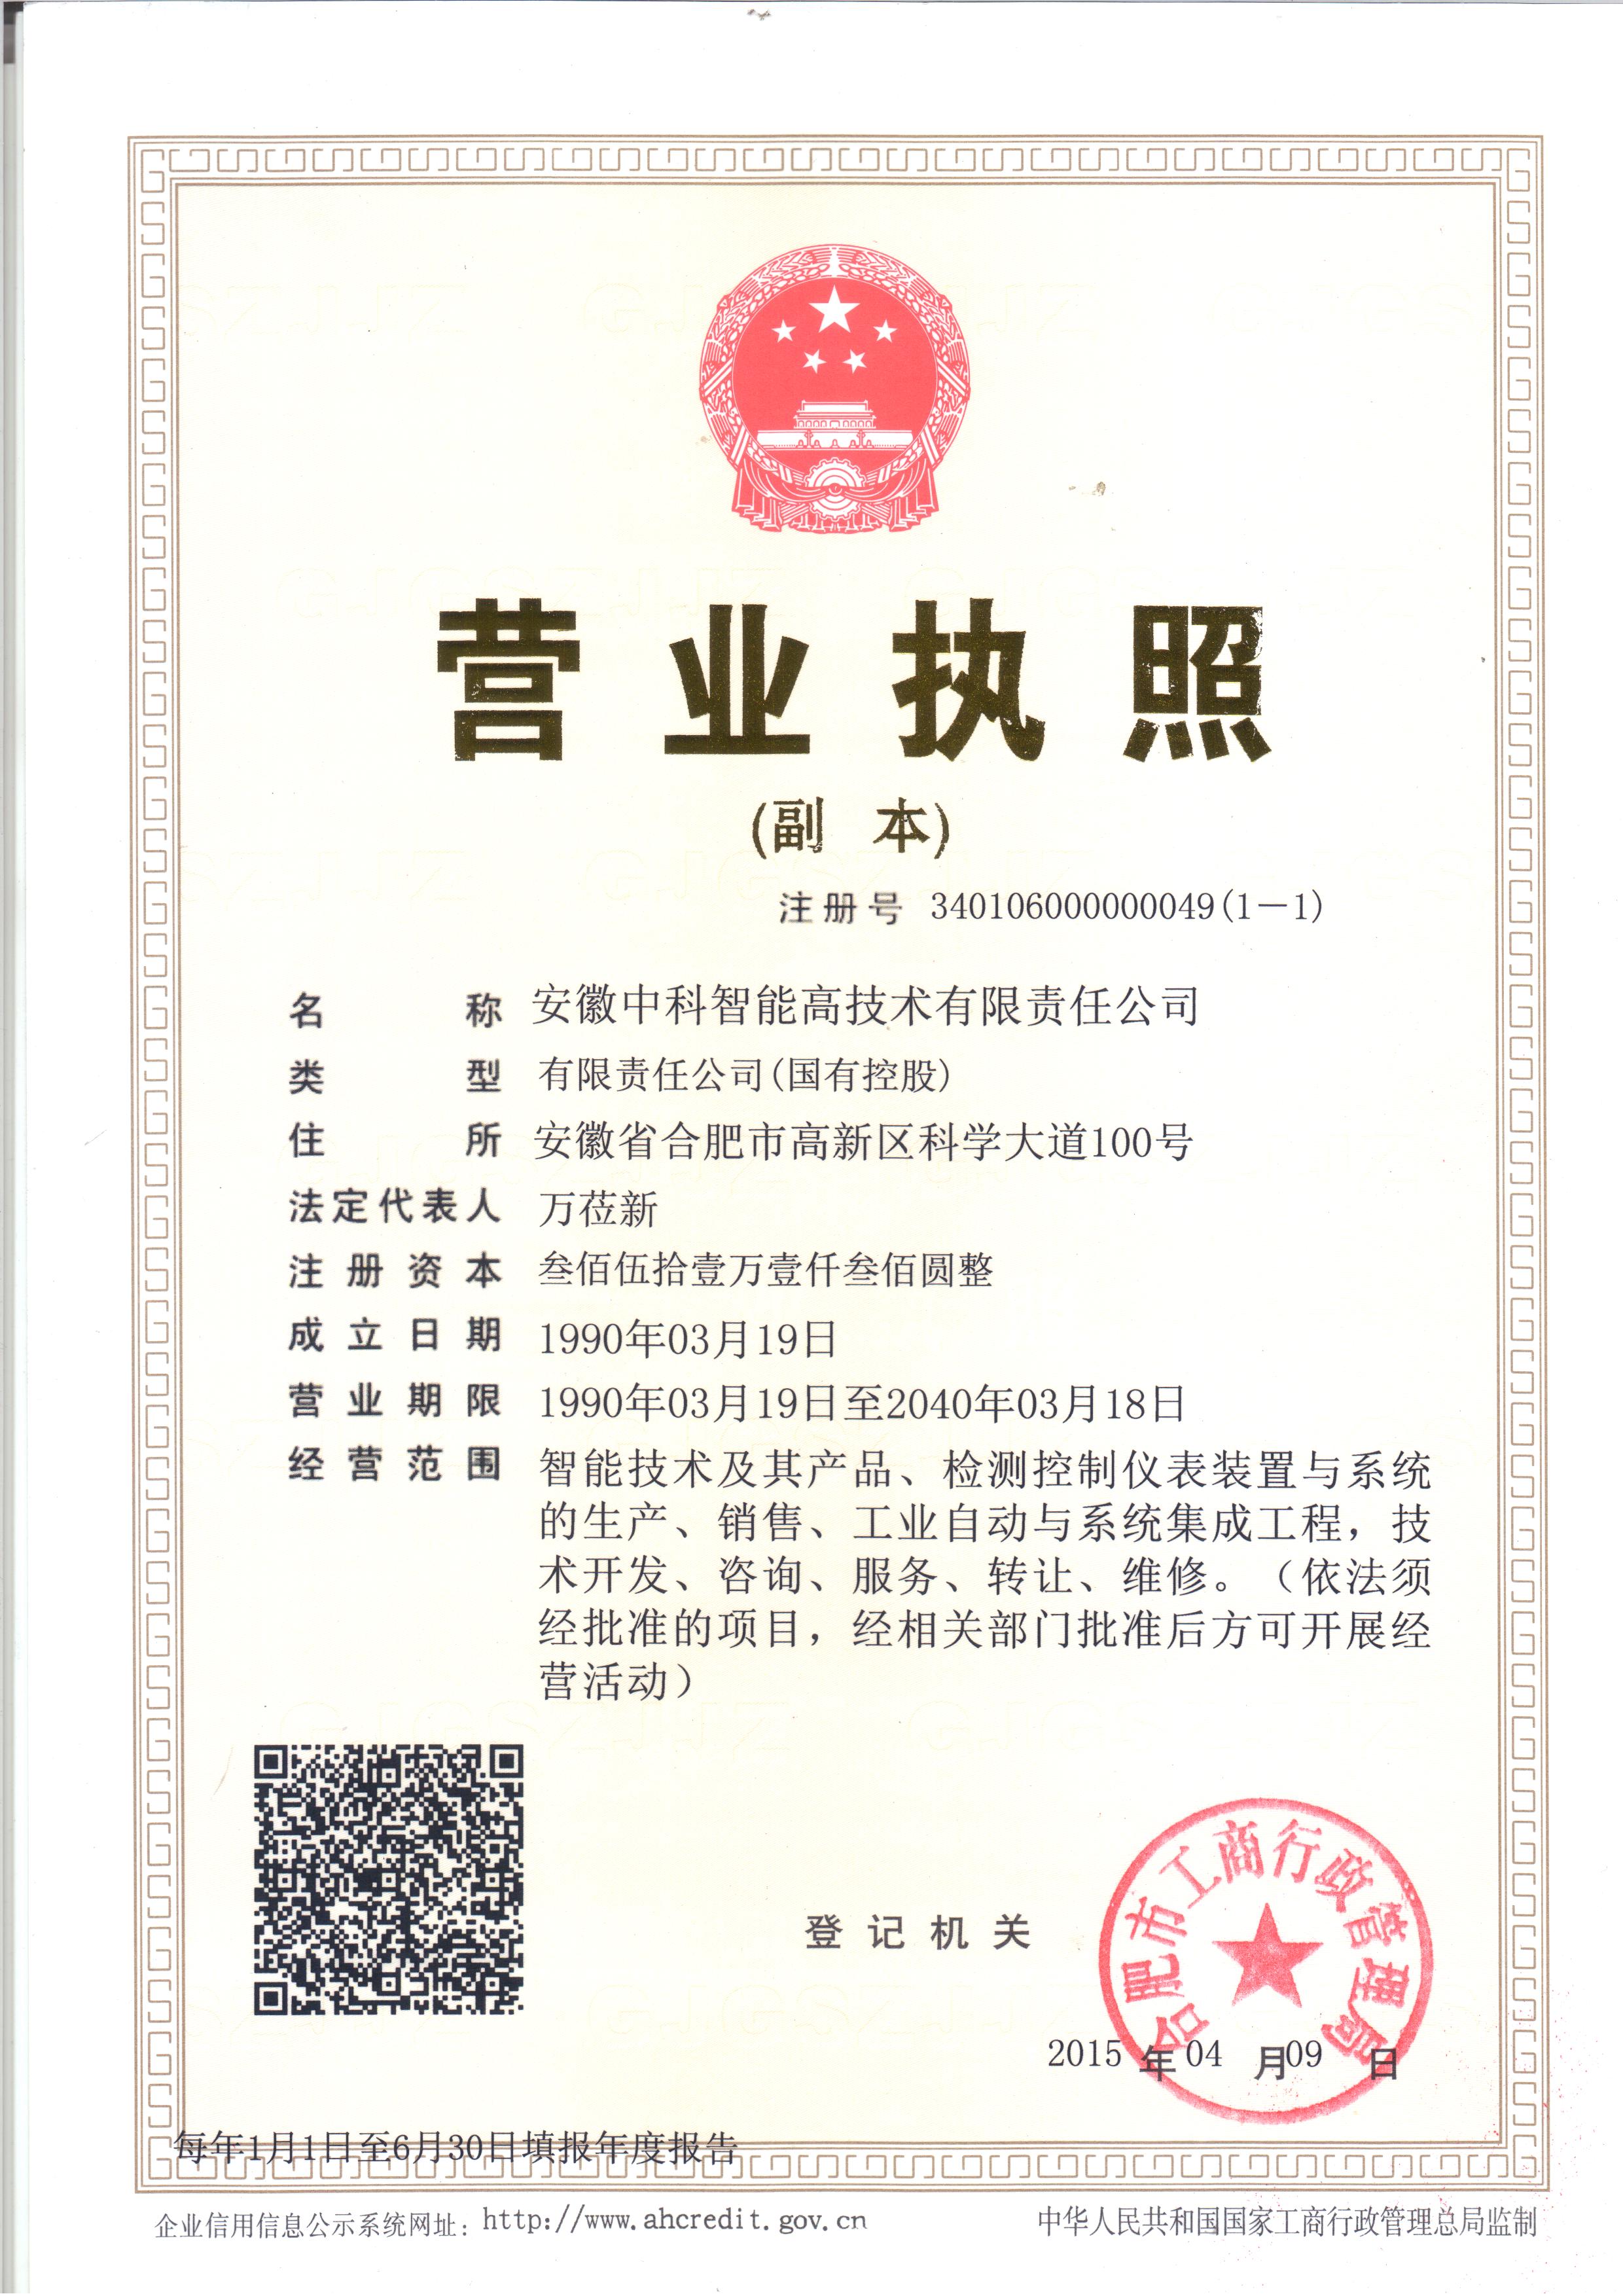 营业执照
(副 本)
注册号 340106000000049(1－1)
名称 安徽中科智能高技术有限责任公司
类型 有限责任公司(国有控股)
住所 安徽省合肥市高新区科学大道100号
法定代表人 万莅新
注册资本 叁佰伍拾壹万壹仟叁佰圆整
成立日期 1990年03月19日
营业期限 1990年03月19日至2040年03月18日
经营范围 智能技术及其产品、检测控制仪表装置与系统
的生产、销售、工业自动与系统集成工程，技
术开发、咨询、服务、转让、维修。（依法须
经批准的项目，经相关部门批准后方可开展经
营活动）
合肥市工商行政管理局
登记机关
2015年04月09日
每年1月1日至6月30日填报年度报告
企业信用信息公示系统网址：http://www.ahcredit.gov.cn
中华人民共和国国家工商行政管理总局监制